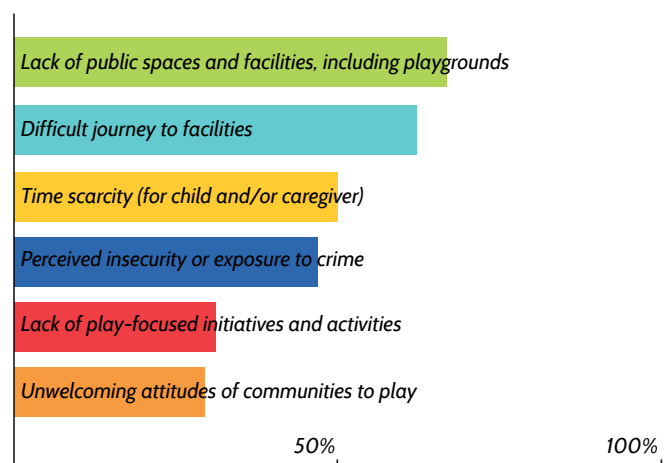 Lack of public spaces and facilities, including playgrounds
Difficult journey to facilities
Time scarcity (for child and/or caregiver)
Perceived insecurity or exposure to crime
Lack of play-focused initiatives and activities
Unwelcoming attitudes of communities to play
50% 100%